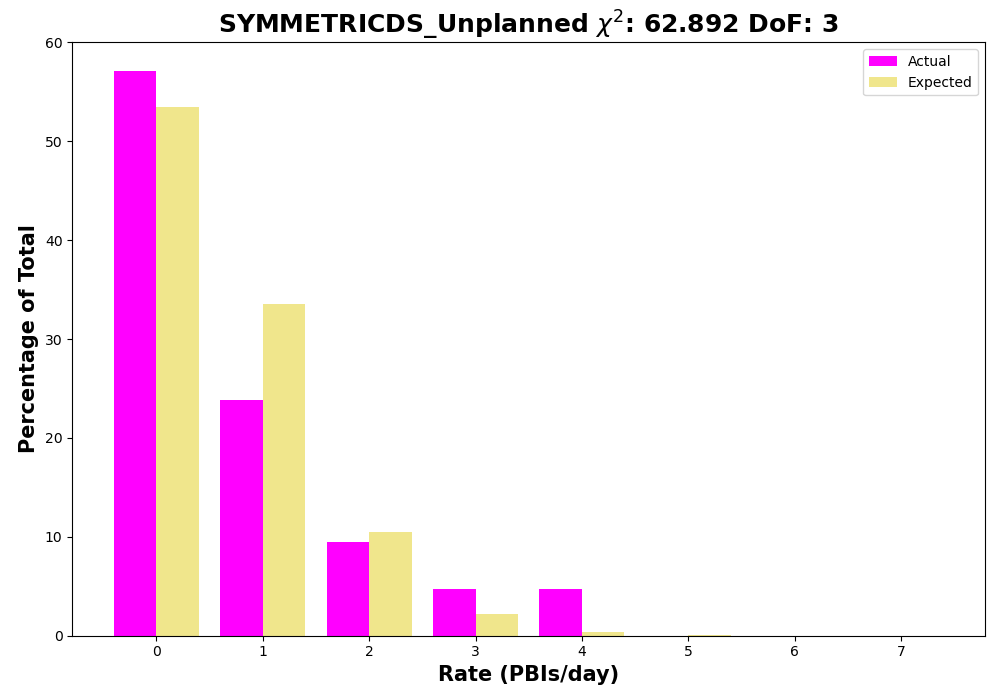 SYMMETRICDS_Unplanned χ²: 62.892 DoF: 3
Actual
Expected
Percentage of Total
60
50
40
30
20
10
0
0 1 2 3 4 5 6 7
Rate (PBIs/day)